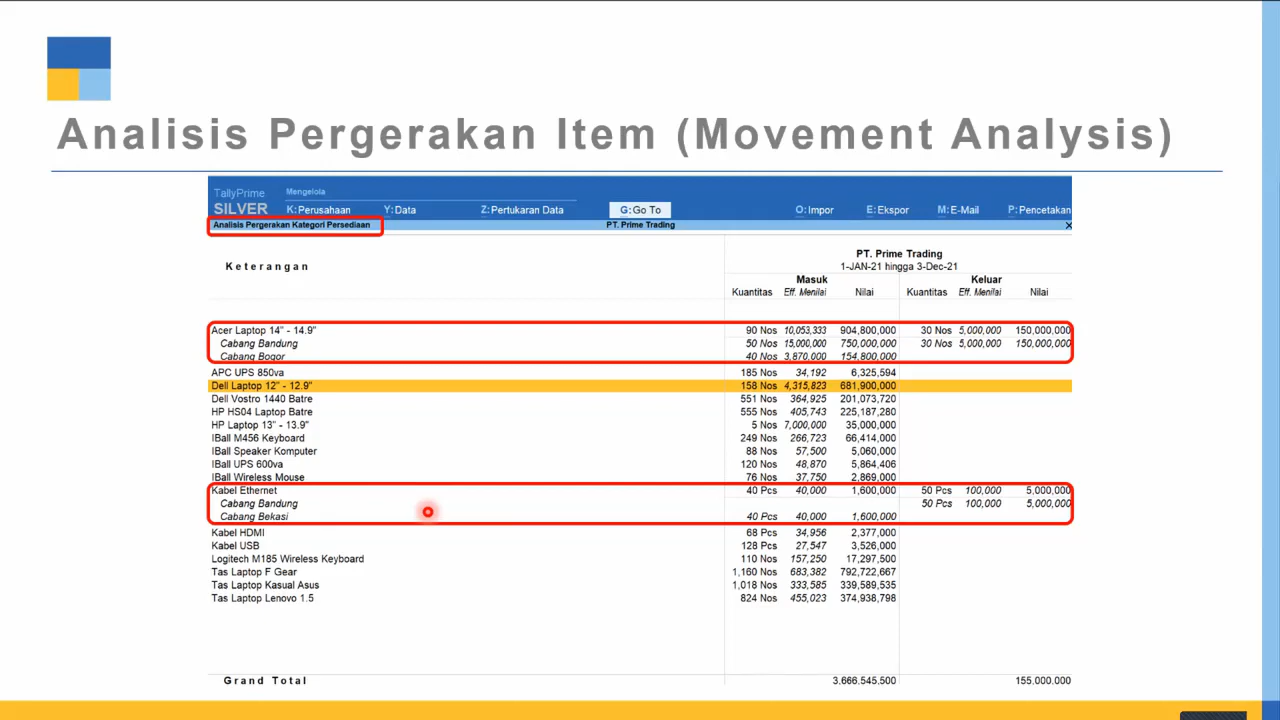 Analisis Pergerakan Item (Movement Analysis)
TallyPrime Mengelola
SILVER K:Perusahaan Y:Data Z:Pertukaran Data G:Go To O:Impor E:Ekspor M:E-Mail P:Pencetakan
Analisis Pergerakan Kategori Persediaan PT. Prime Trading X
PT. Prime Trading
Keterangan 1-JAN-21 hingga 3-Dec-21
Masuk Keluar
Kuantitas Eff. Menilai Nilai Kuantitas Eff. Menilai Nilai
Acer Laptop 14" - 14.9" 90 Nos 10,053,333 904,800,000 30 Nos 5,000,000 150,000,000
Cabang Bandung 50 Nos 15,000,000 750,000,000 30 Nos 5,000,000 150,000,000
Cabang Bogor 40 Nos 3,870,000 154,800,000
APC UPS 850va 185 Nos 34,192 6,325,594
Dell Laptop 12" - 12.9" 158 Nos 4,315,823 681,900,000
Dell Vostro 1440 Batre 551 Nos 364,925 201,073,720
HP HS04 Laptop Batre 555 Nos 405,743 225,187,280
HP Laptop 13" - 13.9" 5 Nos 7,000,000 35,000,000
IBall M456 Keyboard 249 Nos 266,723 66,414,000
IBall Speaker Komputer 88 Nos 57,500 5,060,000
IBall UPS 600va 120 Nos 48,870 5,864,406
IBall Wireless Mouse 76 Nos 37,750 2,869,000
Kabel Ethernet 40 Pcs 40,000 1,600,000 50 Pcs 100,000 5,000,000
Cabang Bandung 50 Pcs 100,000 5,000,000
Cabang Bekasi 40 Pcs 40,000 1,600,000
Kabel HDMI 68 Pcs 34,956 2,377,000
Kabel USB 128 Pcs 27,547 3,526,000
Logitech M185 Wireless Keyboard 110 Nos 157,250 17,297,500
Tas Laptop F Gear 1,160 Nos 683,382 792,722,667
Tas Laptop Kasual Asus 1,018 Nos 333,585 339,589,535
Tas Laptop Lenovo 1.5 824 Nos 455,023 374,938,798
Grand Total 3.666.545.500 155.000.000